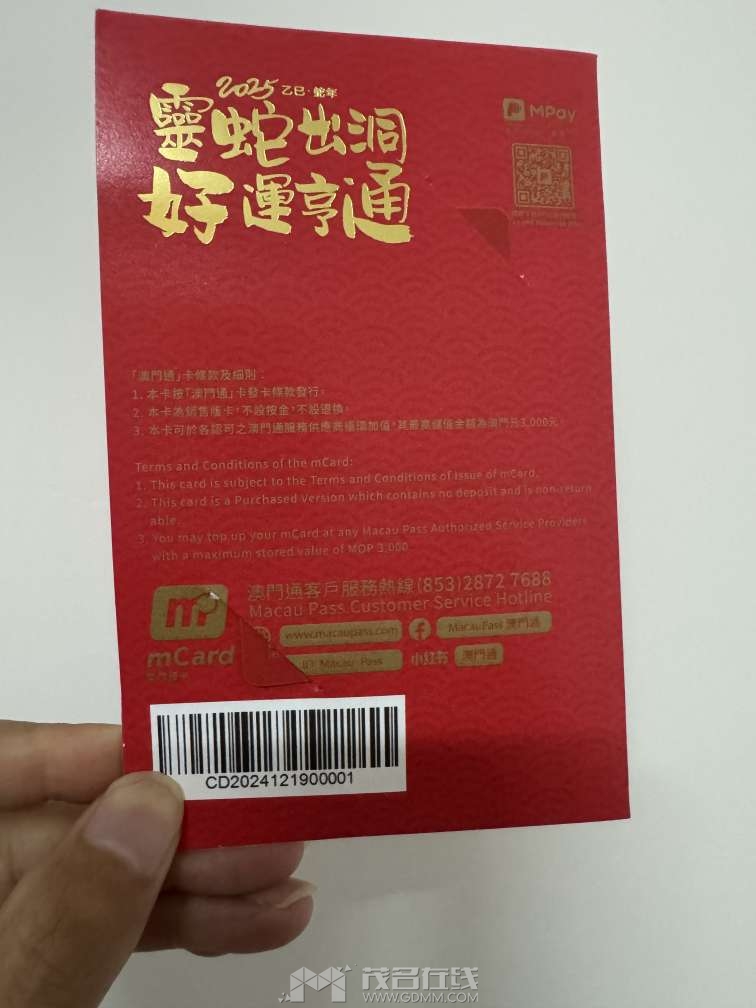 2025 乙巳·蛇年
靈蛇出洞
好運亨通
MPay
「澳門通」卡條款及細則：
1. 本卡按「澳門通」卡發卡條款發行。
2. 本卡為銷售版卡，不設按金，不設退換。
3. 本卡可於各認可之澳門通服務供應商循環加值，其最高儲值金額為澳門元3,000元。
Terms and Conditions of the mCard:
1. This card is subject to the Terms and Conditions of Issue of mCard.
2. This card is a Purchased Version which contains no deposit and is non-return
able.
3. You may top up your mCard at any Macau Pass Authorized Service Providers
with a maximum stored value of MOP 3,000.
澳門通客戶服務熱線(853)2872 7688
Macau Pass Customer Service Hotline
mCard
www.macaupass.com
MacauPass 澳門通
Macau Pass
小红书
澳門通
CD2024121900001
茂名在线
WWW.GDMM.COM